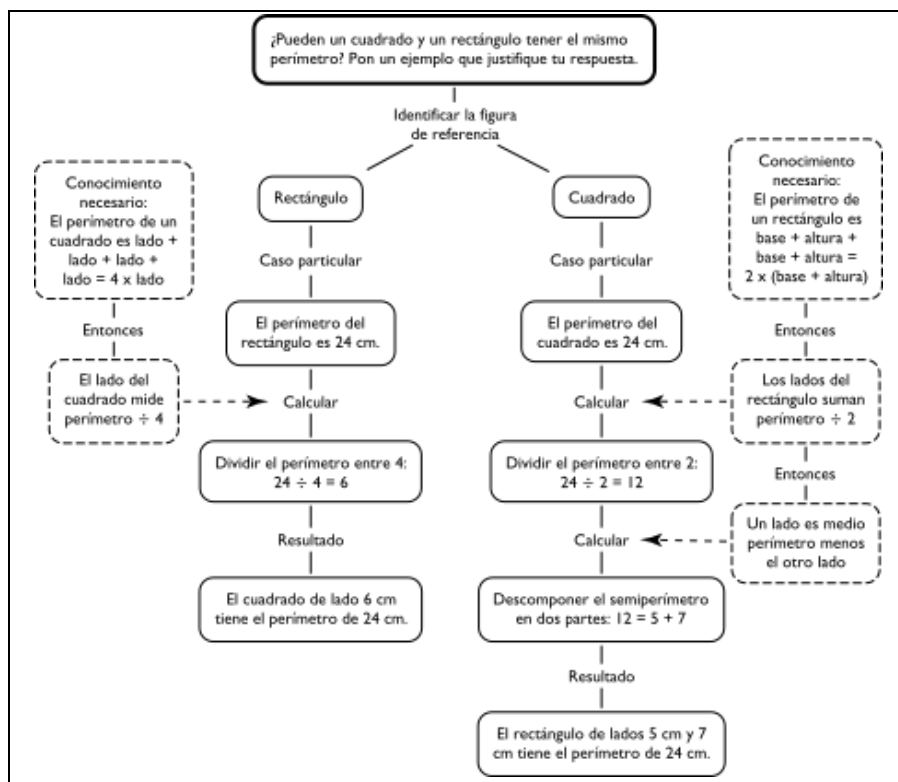 ¿Pueden un cuadrado y un rectángulo tener el mismo
perímetro? Pon un ejemplo que justifique tu respuesta.
Identificar la figura
de referencia
Conocimiento
necesario:
El perímetro de un
cuadrado es lado +
lado + lado +
lado = 4 x lado
Entonces
El lado del
cuadrado mide
perímetro ÷ 4
Rectángulo
Caso particular
El perímetro del
rectángulo es 24 cm.
Calcular
Dividir el perímetro entre 4:
24 ÷ 4 = 6
Resultado
El cuadrado de lado 6 cm
tiene el perímetro de 24 cm.
Cuadrado
Caso particular
El perímetro del
cuadrado es 24 cm.
Calcular
Dividir el perímetro entre 2:
24 ÷ 2 = 12
Calcular
Descomponer el semiperímetro
en dos partes: 12 = 5 + 7
Resultado
El rectángulo de lados 5 cm y 7
cm tiene el perímetro de 24 cm.
Conocimiento
necesario:
El perímetro de
un rectángulo es
base + altura +
base + altura =
2 x (base + altura)
Entonces
Los lados del
rectángulo suman
perímetro ÷ 2
Entonces
Un lado es medio
perímetro menos
el otro lado